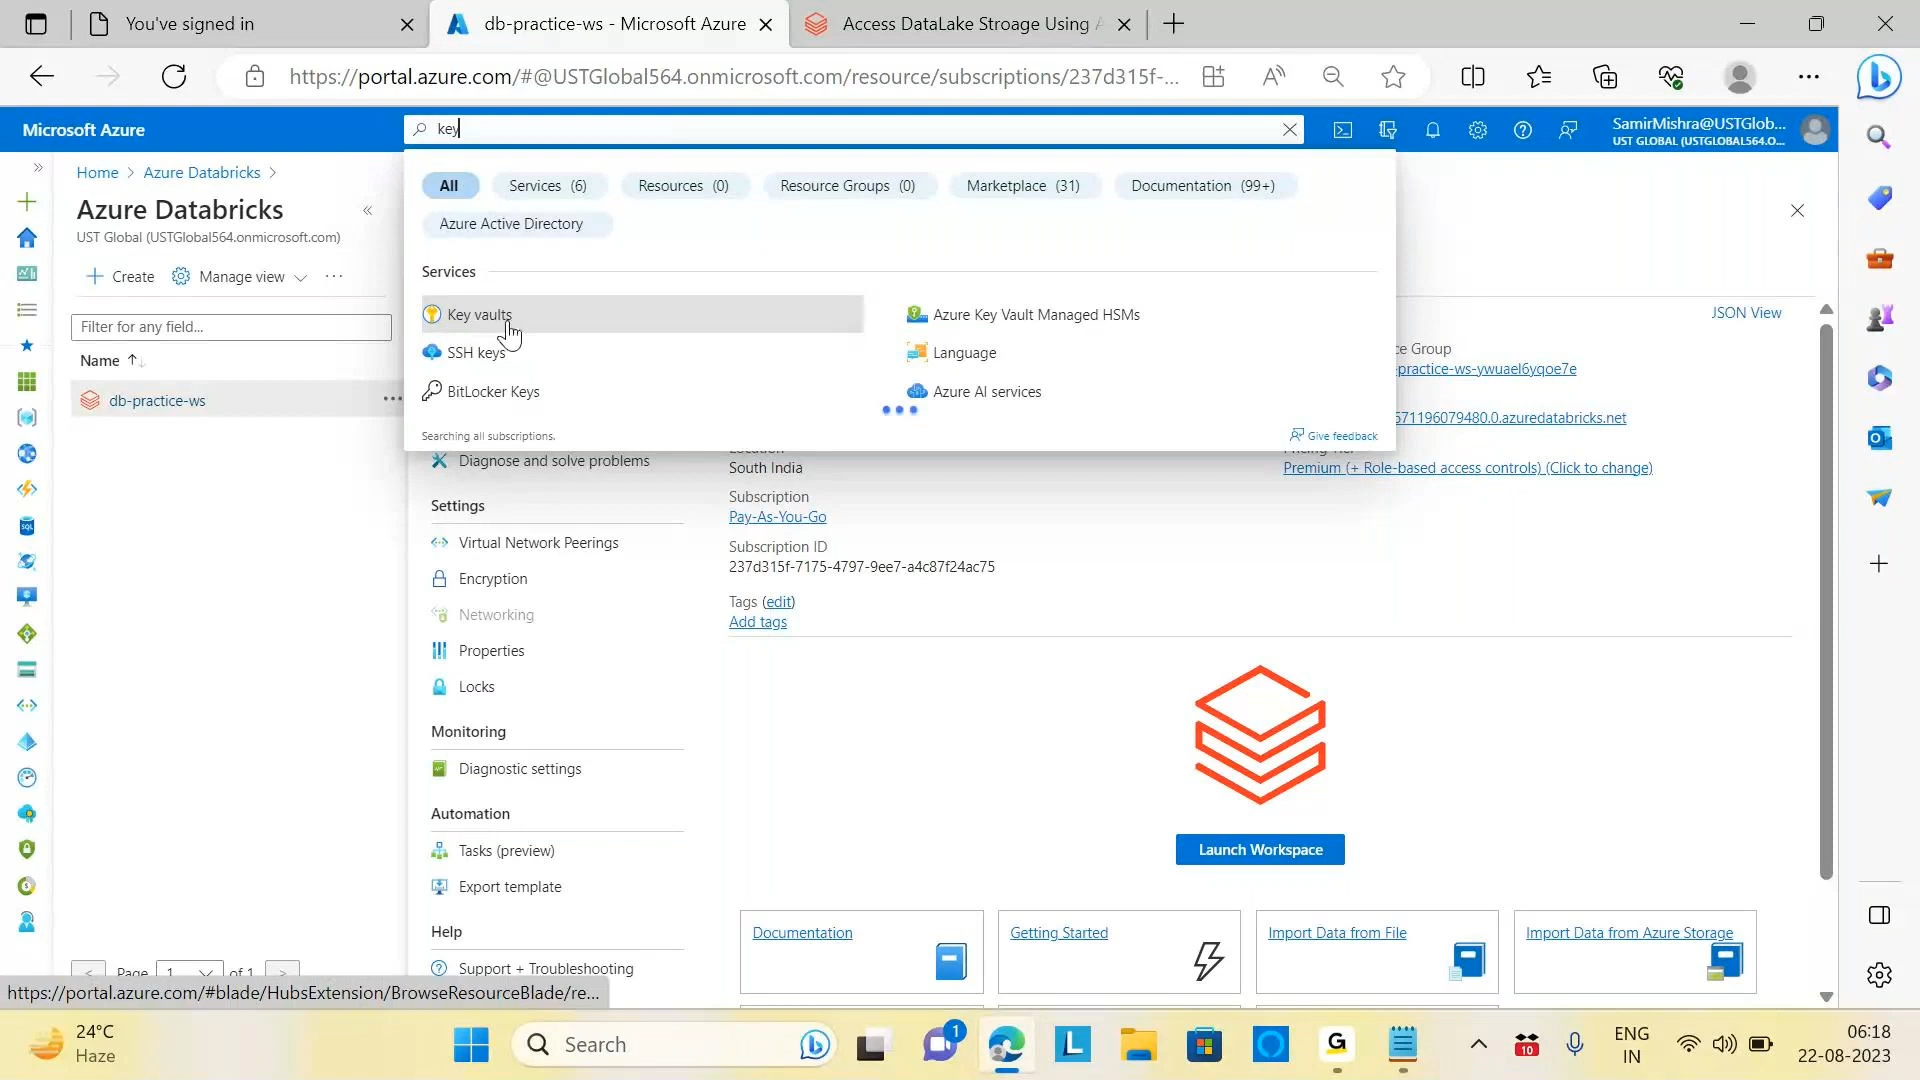 You've signed in
db-practice-ws - Microsoft Azure
Access DataLake Stroage Using
https://portal.azure.com/#@USTGlobal564.onmicrosoft.com/resource/subscriptions/237d315f-...
Microsoft Azure
key
SamirMishra@USTGlob...
UST GLOBAL (USTGLOBAL564.O...
Home > Azure Databricks >
Azure Databricks
UST Global (USTGlobal564.onmicrosoft.com)
Create
Manage view
Filter for any field...
Name
db-practice-ws
Page 1 of 1
All
Services (6)
Resources (0)
Resource Groups (0)
Marketplace (31)
Documentation (99+)
Azure Active Directory
Services
Key vaults
Azure Key Vault Managed HSMs
SSH keys
Language
BitLocker Keys
Azure AI services
Searching all subscriptions.
Give feedback
JSON View
ce Group
practice-ws-ywuael6yqoe7e
571196079480.0.azuredatabricks.net
Pricing Tier
Premium (+ Role-based access controls) (Click to change)
Location
South India
Subscription
Pay-As-You-Go
Subscription ID
237d315f-7175-4797-9ee7-a4c87f24ac75
Tags (edit)
Add tags
Diagnose and solve problems
Settings
Virtual Network Peerings
Encryption
Networking
Properties
Locks
Monitoring
Diagnostic settings
Automation
Tasks (preview)
Export template
Help
Support + Troubleshooting
Launch Workspace
Documentation
Getting Started
Import Data from File
Import Data from Azure Storage
https://portal.azure.com/#blade/HubsExtension/BrowseResourceBlade/re...
24°C
Haze
Search
1
10
ENG
IN
06:18
22-08-2023